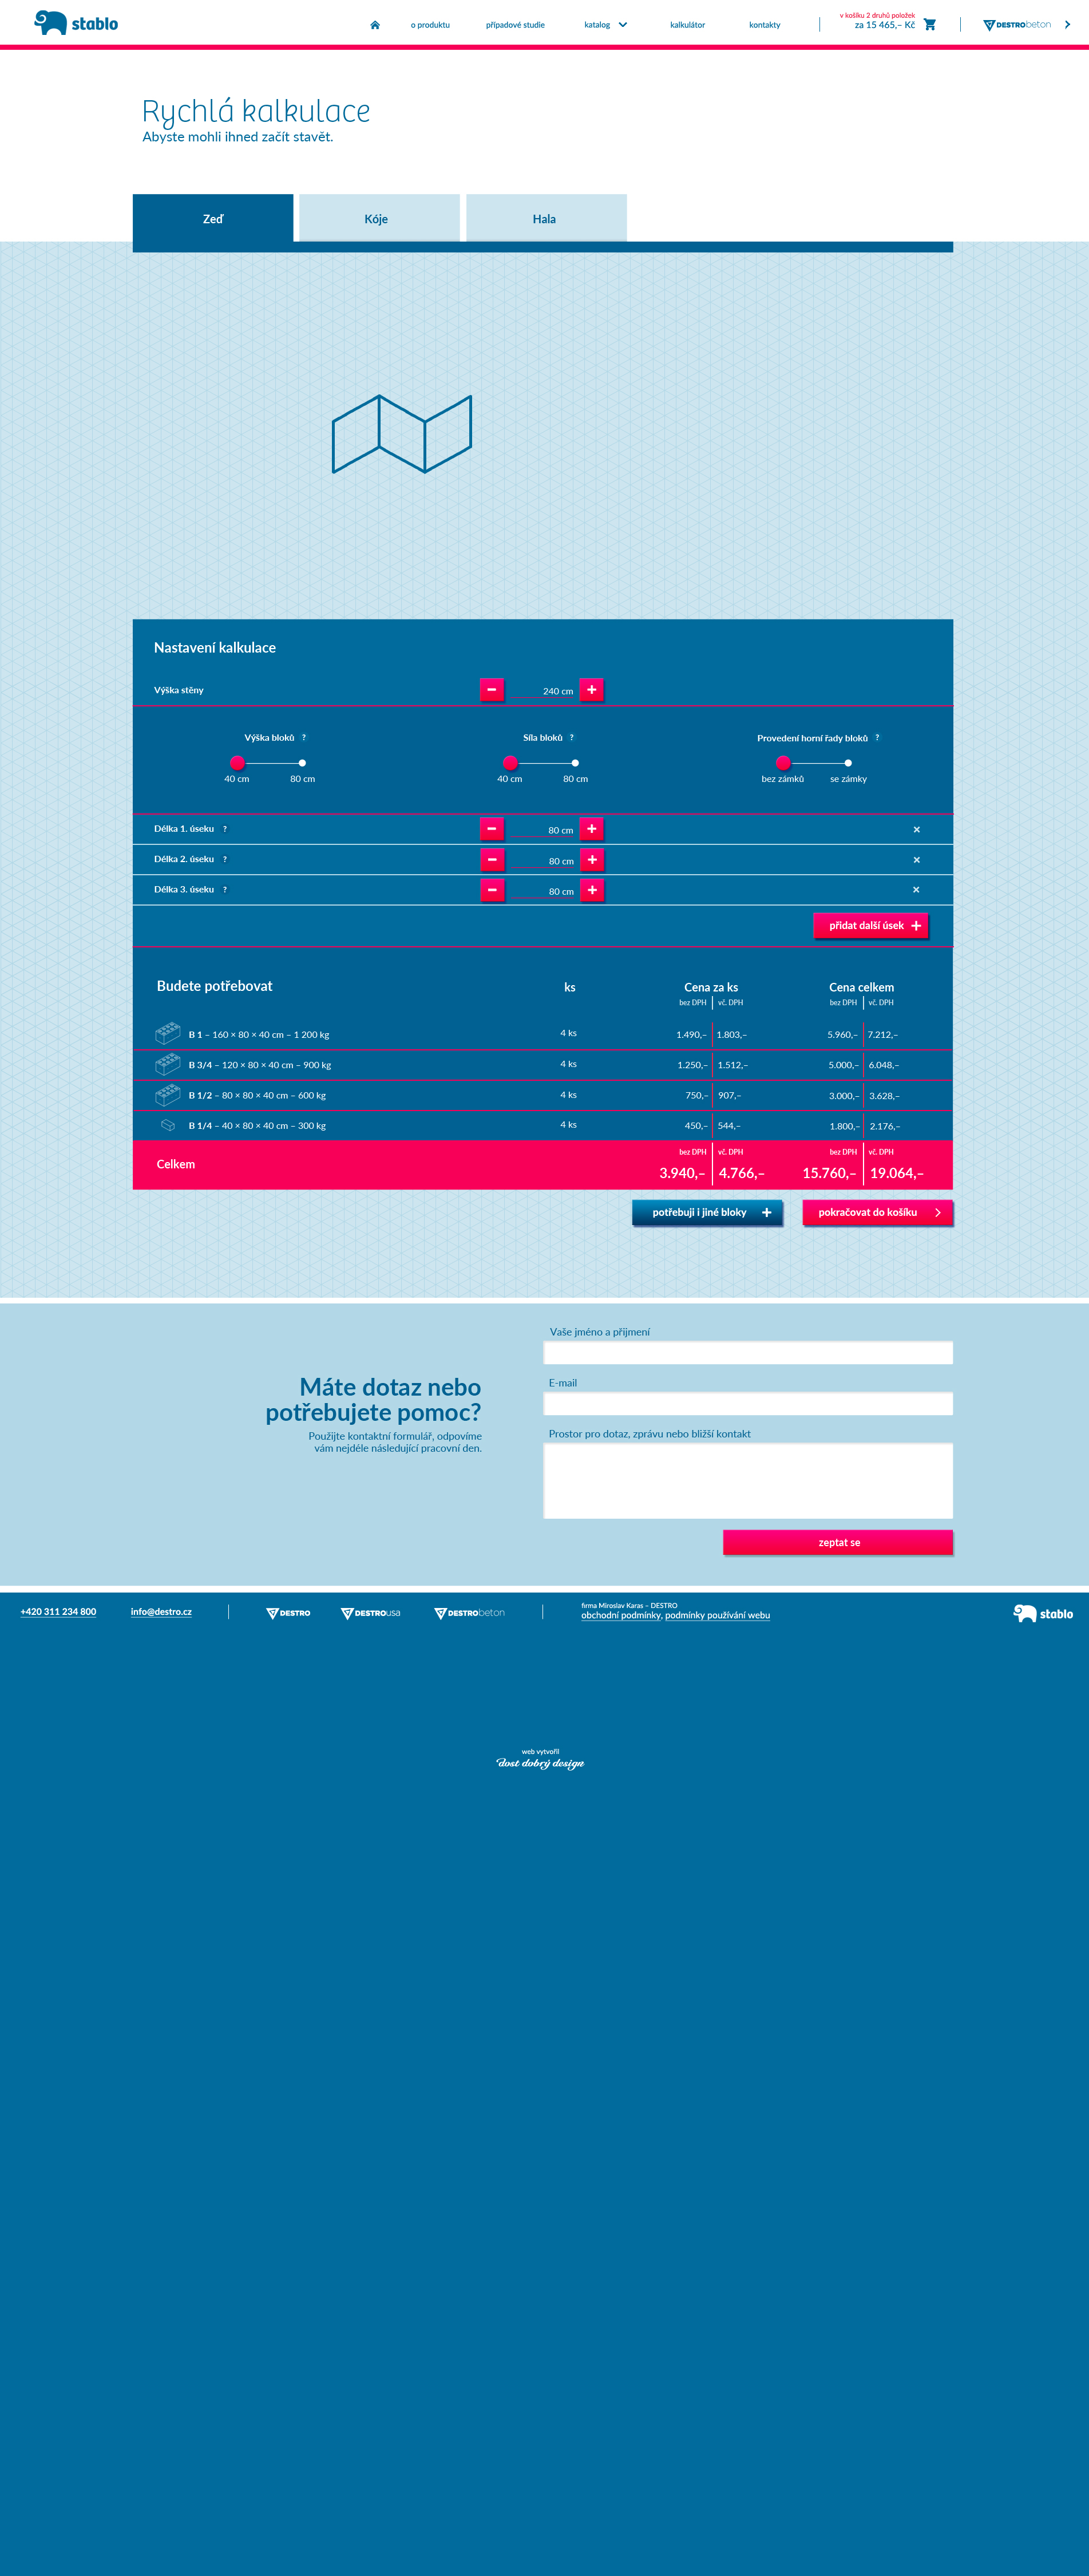 stablo
o produktu
případové studie
katalog
kalkulátor
kontakty
v košíku 2 druhů položek
za 15 465,– Kč
DESTRObeton
Rychlá kalkulace
Abyste mohli ihned začít stavět.
Zeď
Kóje
Hala
Nastavení kalkulace
Výška stěny
240 cm
Výška bloků ?
40 cm 80 cm
Síla bloků ?
40 cm 80 cm
Provedení horní řady bloků ?
bez zámků se zámky
Délka 1. úseku ? 80 cm ×
Délka 2. úseku ? 80 cm ×
Délka 3. úseku ? 80 cm ×
přidat další úsek +
Budete potřebovat ks Cena za ks Cena celkem
bez DPH vč. DPH bez DPH vč. DPH
B 1 – 160 × 80 × 40 cm – 1 200 kg 4 ks 1.490,– 1.803,– 5.960,– 7.212,–
B 3/4 – 120 × 80 × 40 cm – 900 kg 4 ks 1.250,– 1.512,– 5.000,– 6.048,–
B 1/2 – 80 × 80 × 40 cm – 600 kg 4 ks 750,– 907,– 3.000,– 3.628,–
B 1/4 – 40 × 80 × 40 cm – 300 kg 4 ks 450,– 544,– 1.800,– 2.176,–
bez DPH vč. DPH bez DPH vč. DPH
Celkem 3.940,– 4.766,– 15.760,– 19.064,–
potřebuji i jiné bloky +
pokračovat do košíku
Vaše jméno a přijmení
Máte dotaz nebo
potřebujete pomoc?
Použijte kontaktní formulář, odpovíme
vám nejdéle následující pracovní den.
E-mail
Prostor pro dotaz, zprávu nebo bližší kontakt
zeptat se
+420 311 234 800
info@destro.cz
DESTRO
DESTROusa
DESTRObeton
firma Miroslav Karas – DESTRO
obchodní podmínky, podmínky používání webu
stablo
web vytvořil
dost dobrý design